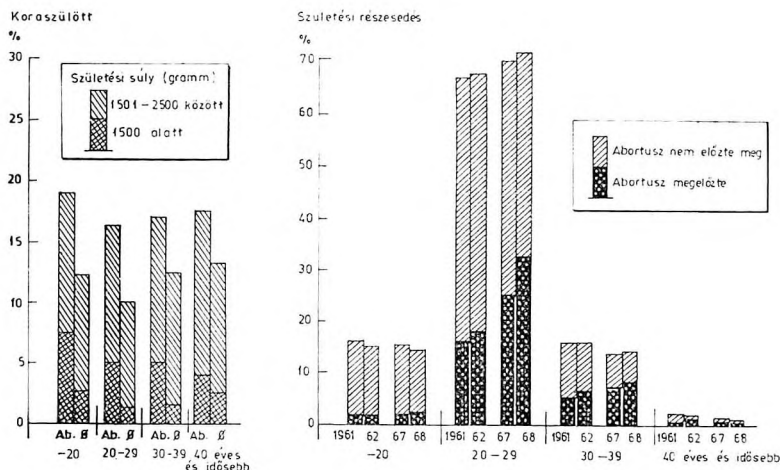 Koraszülött
%
30
25
20
15
10
5
0
Születési súly (gramm)
1501–2500 között
1500 alatt
Ab. Ø Ab. Ø Ab. Ø Ab. Ø
–20 20–29 30–39 40 éves
és idősebb
Születési részesedés
%
70
60
50
40
30
20
10
0
Abortusz nem előzte meg
Abortusz megelőzte
1961 62 67 68 1961 62 67 68 1961 62 67 68 1961 62 67 68
–20 20–29 30–39 40 éves és idősebb